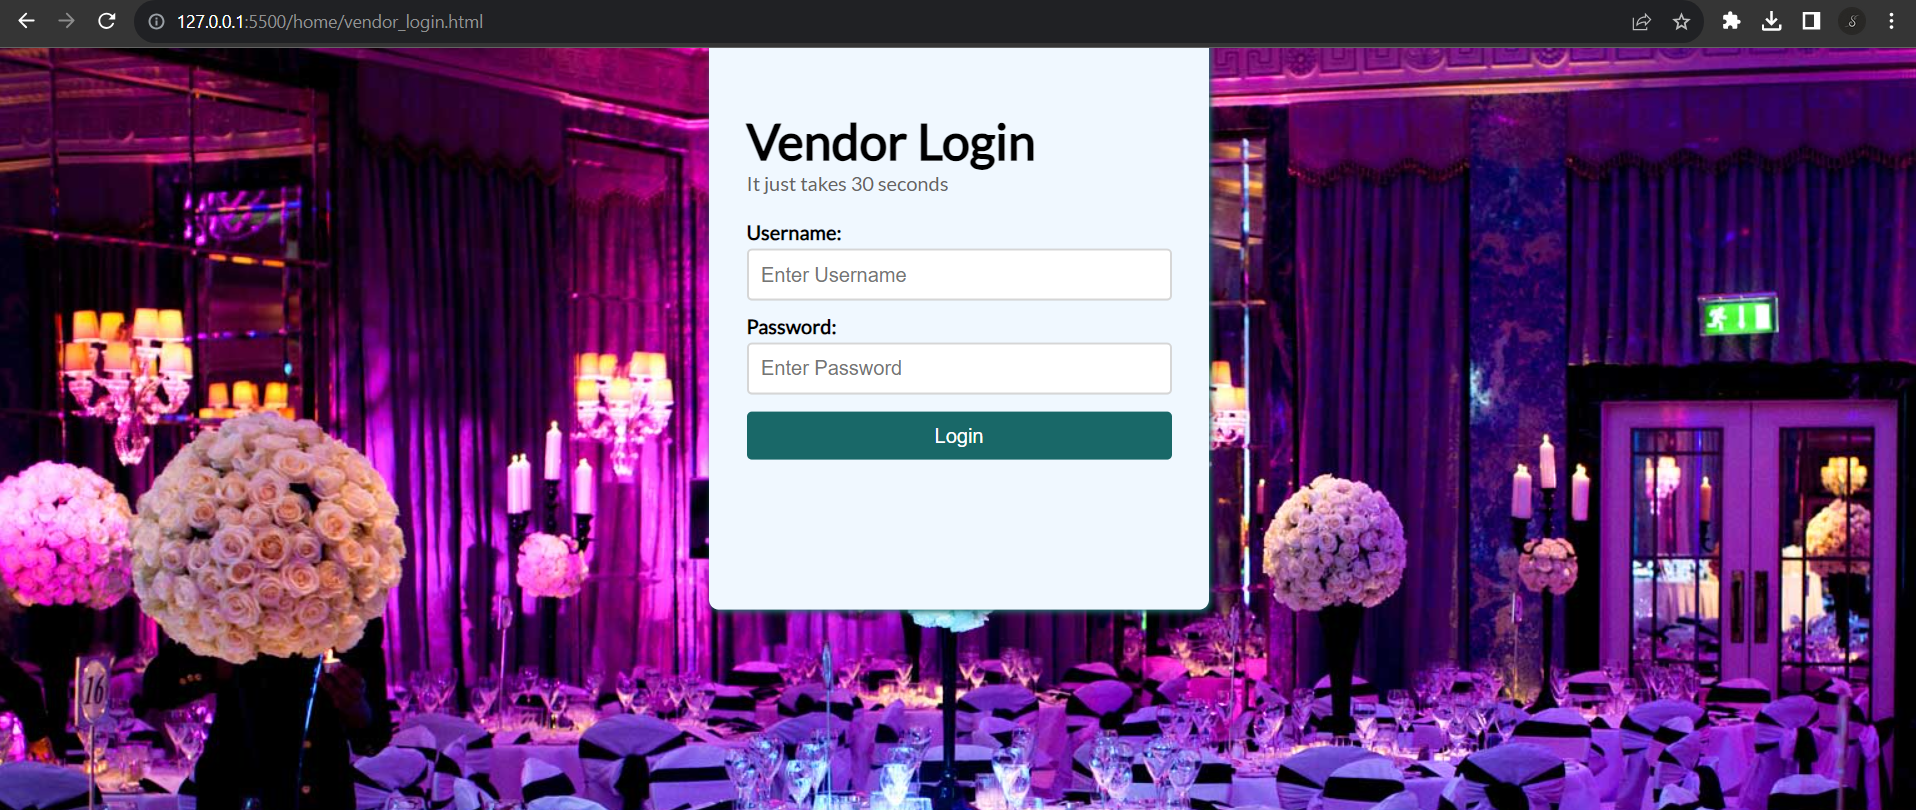 127.0.0.1:5500/home/vendor_login.html
Vendor Login
It just takes 30 seconds
Username:
Enter Username
Password:
Enter Password
Login
16